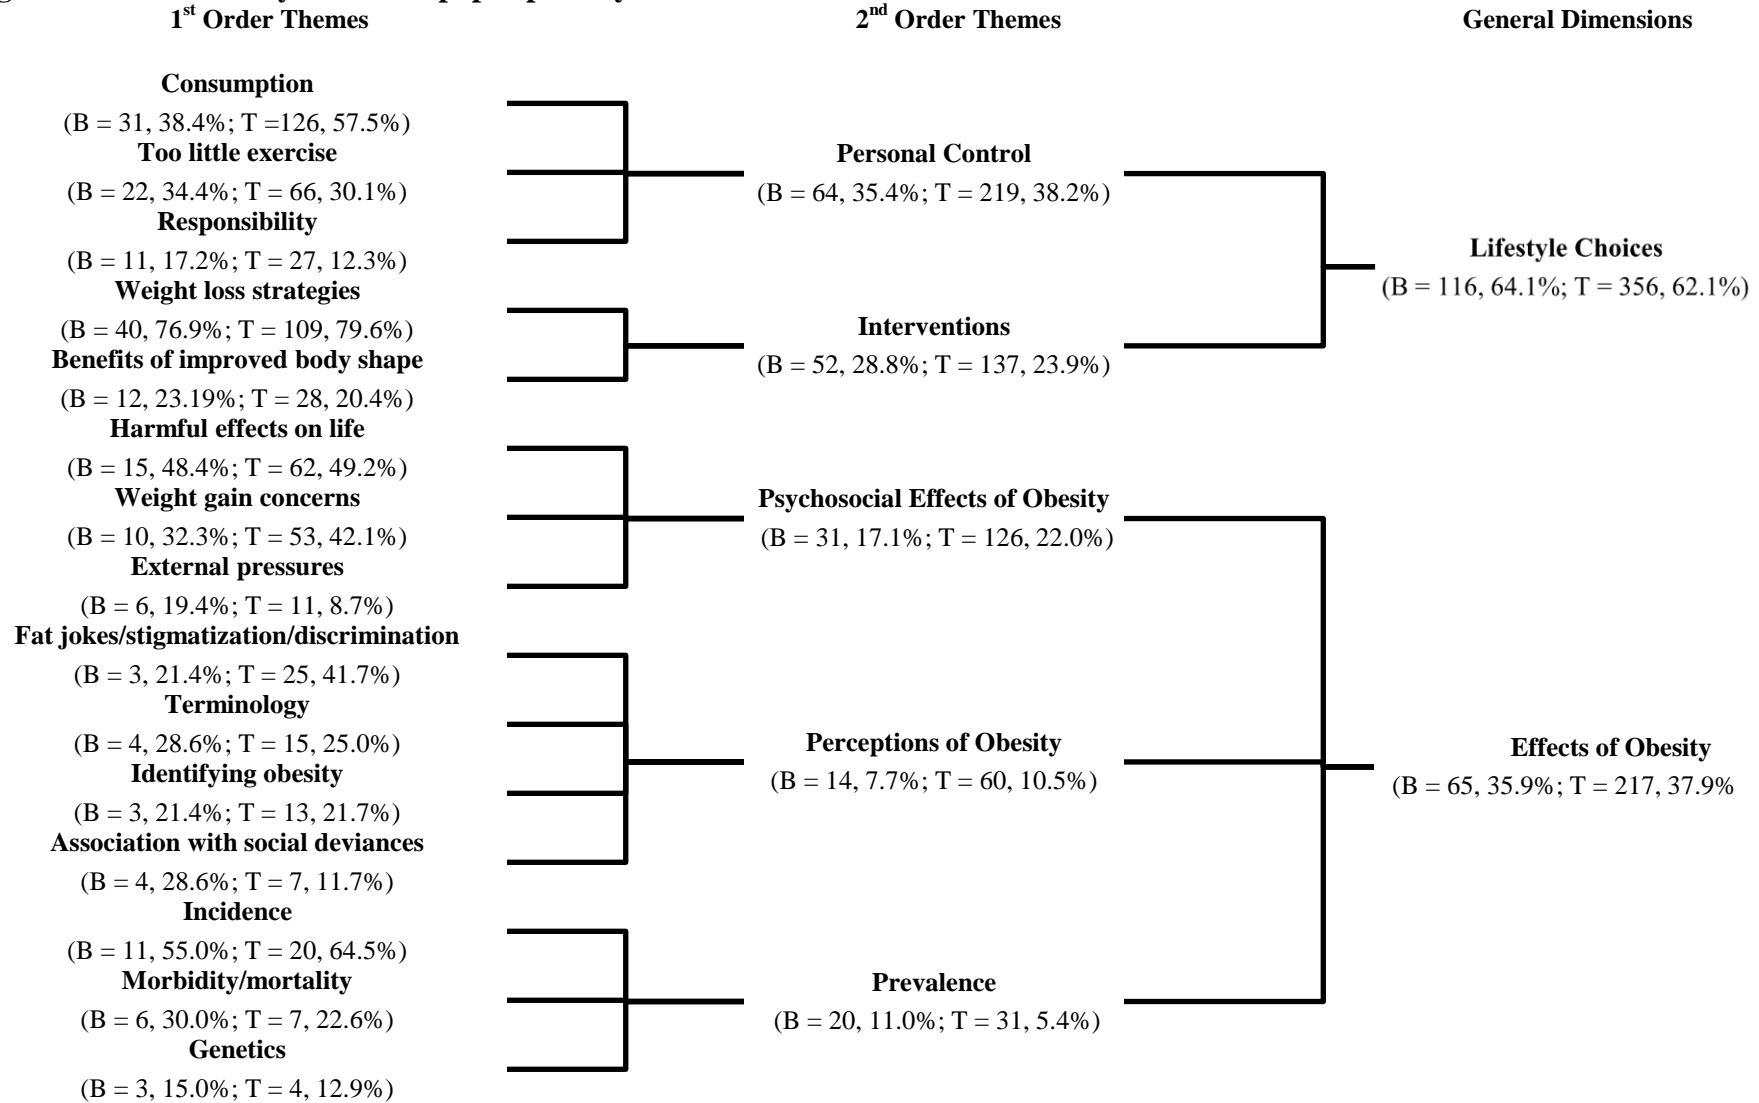 1st Order Themes
2nd Order Themes
General Dimensions
Consumption
(B = 31, 38.4%; T =126, 57.5%)
Too little exercise
(B = 22, 34.4%; T = 66, 30.1%)
Responsibility
(B = 11, 17.2%; T = 27, 12.3%)
Weight loss strategies
(B = 40, 76.9%; T = 109, 79.6%)
Benefits of improved body shape
(B = 12, 23.19%; T = 28, 20.4%)
Harmful effects on life
(B = 15, 48.4%; T = 62, 49.2%)
Weight gain concerns
(B = 10, 32.3%; T = 53, 42.1%)
External pressures
(B = 6, 19.4%; T = 11, 8.7%)
Fat jokes/stigmatization/discrimination
(B = 3, 21.4%; T = 25, 41.7%)
Terminology
(B = 4, 28.6%; T = 15, 25.0%)
Identifying obesity
(B = 3, 21.4%; T = 13, 21.7%)
Association with social deviances
(B = 4, 28.6%; T = 7, 11.7%)
Incidence
(B = 11, 55.0%; T = 20, 64.5%)
Morbidity/mortality
(B = 6, 30.0%; T = 7, 22.6%)
Genetics
(B = 3, 15.0%; T = 4, 12.9%)
Personal Control
(B = 64, 35.4%; T = 219, 38.2%)
Interventions
(B = 52, 28.8%; T = 137, 23.9%)
Psychosocial Effects of Obesity
(B = 31, 17.1%; T = 126, 22.0%)
Perceptions of Obesity
(B = 14, 7.7%; T = 60, 10.5%)
Prevalence
(B = 20, 11.0%; T = 31, 5.4%)
Lifestyle Choices
(B = 116, 64.1%; T = 356, 62.1%)
Effects of Obesity
(B = 65, 35.9%; T = 217, 37.9%